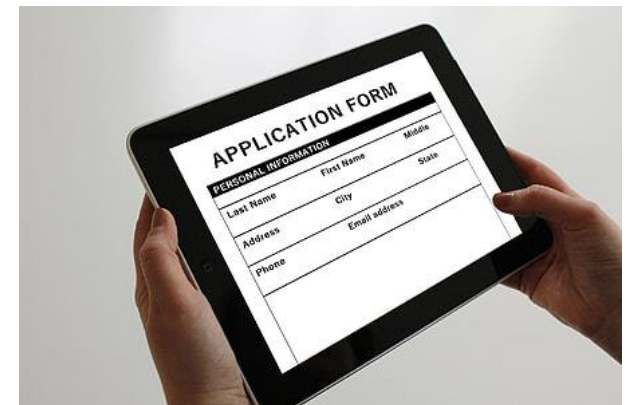 APPLICATION FORM
PERSONAL INFORMATION
Last Name First Name Middle
Address City State
Phone Email address